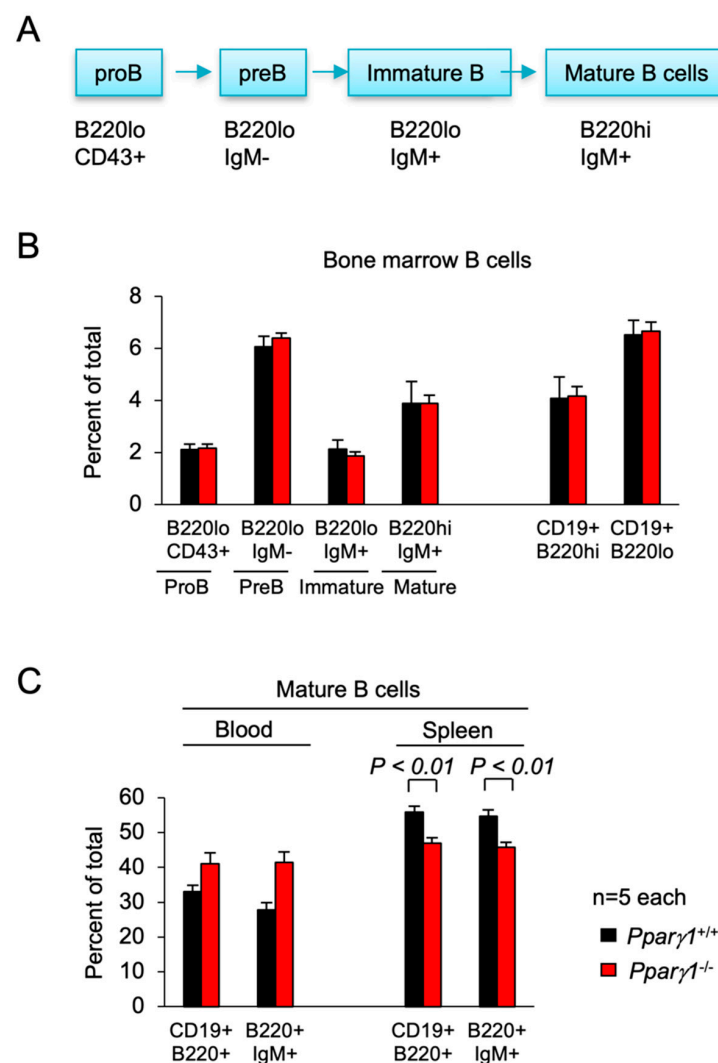 A
proB preB Immature B Mature B cells
B220lo B220lo B220lo B220hi
CD43+ IgM- IgM+ IgM+
B
Bone marrow B cells
Percent of total
8
6
4
2
0
B220lo B220lo B220lo B220hi CD19+ CD19+
CD43+ IgM- IgM+ IgM+ B220hi B220lo
ProB PreB Immature Mature
C
Mature B cells
Blood Spleen
P < 0.01 P < 0.01
Percent of total
60
50
40
30
20
10
0
CD19+ B220+ CD19+ B220+
B220+ IgM+ B220+ IgM+
n=5 each
Pparγ1+/+
Pparγ1-/-